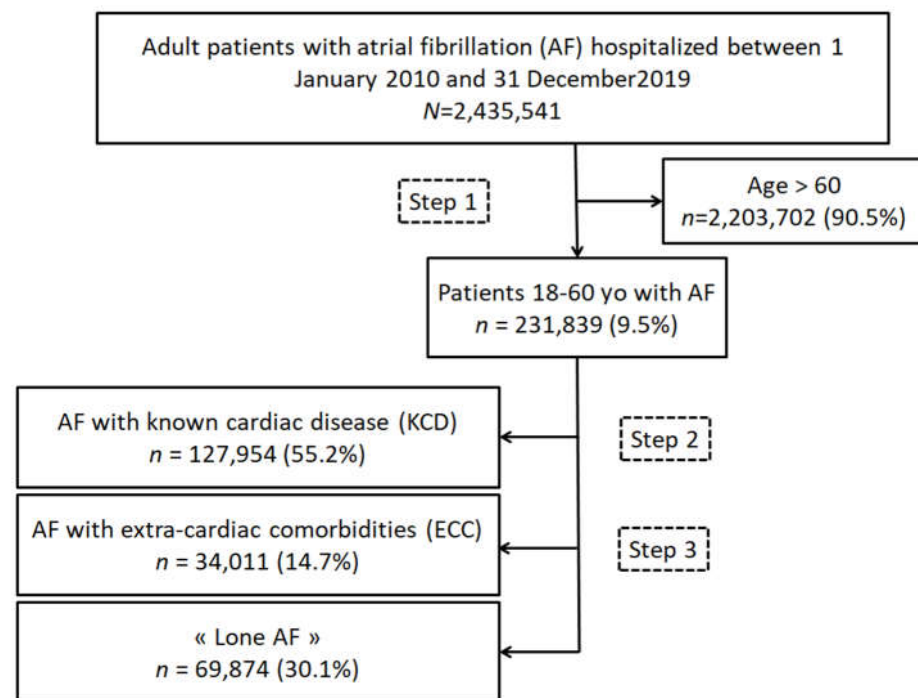 Adult patients with atrial fibrillation (AF) hospitalized between 1
January 2010 and 31 December2019
N=2,435,541
Step 1
Age > 60
n=2,203,702 (90.5%)
Patients 18-60 yo with AF
n = 231,839 (9.5%)
AF with known cardiac disease (KCD)
n = 127,954 (55.2%)
Step 2
AF with extra-cardiac comorbidities (ECC)
n = 34,011 (14.7%)
Step 3
« Lone AF »
n = 69,874 (30.1%)